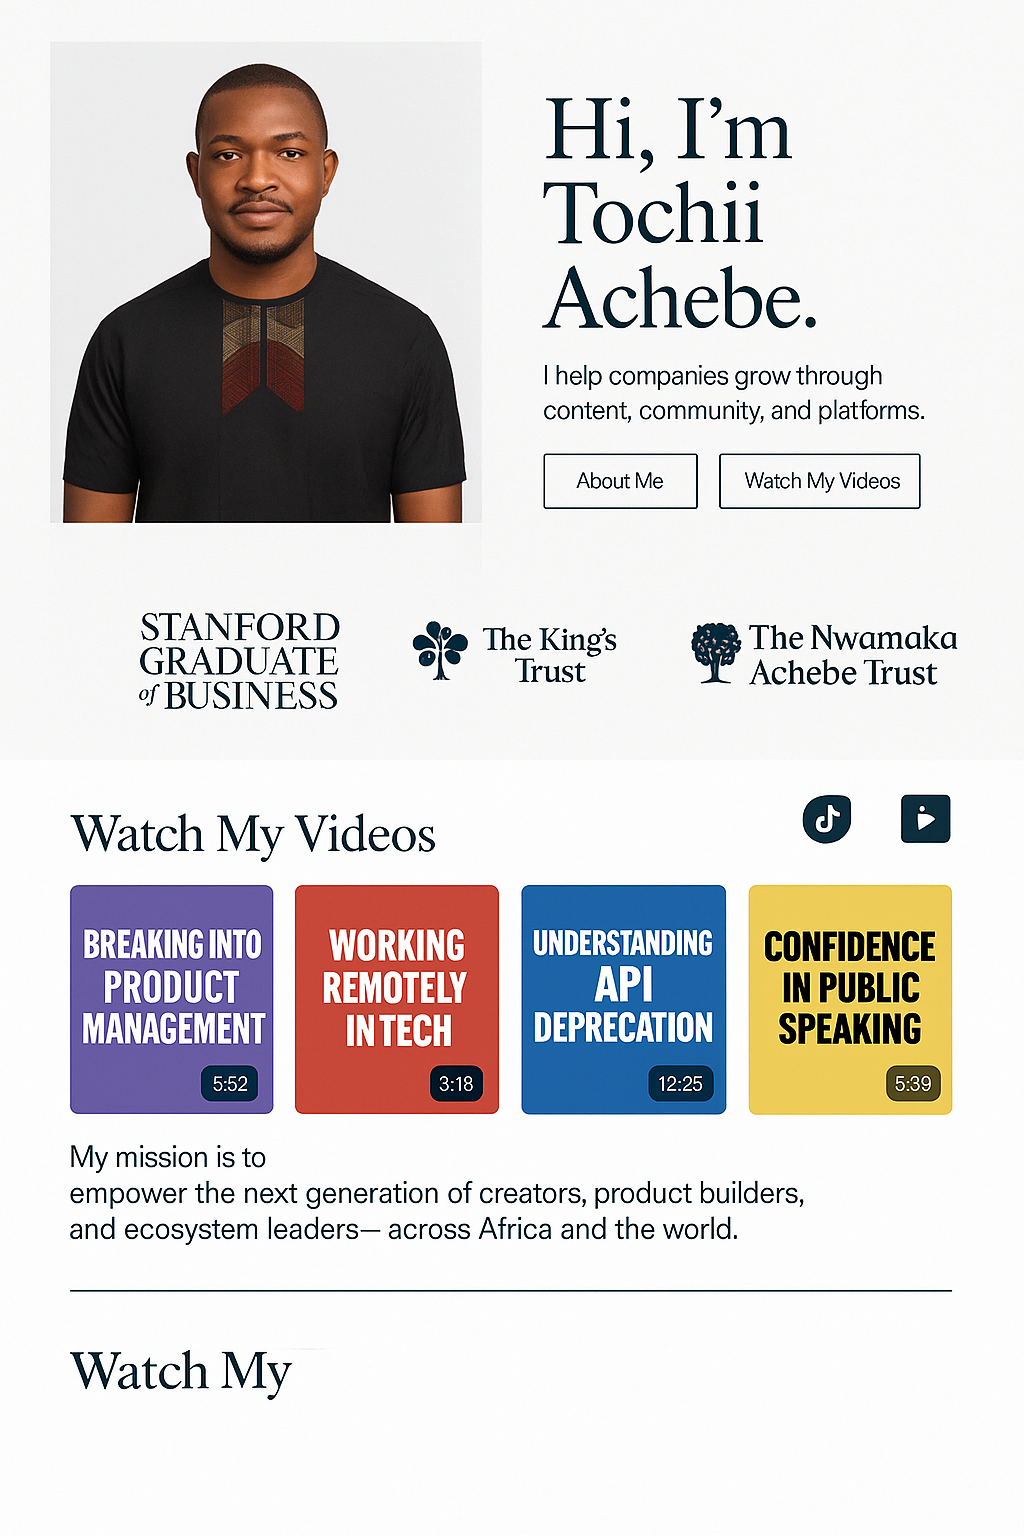 Hi, I’m
Tochii
Achebe.
I help companies grow through
content, community, and platforms.
About Me
Watch My Videos
STANFORD
GRADUATE
of BUSINESS
The King’s
Trust
The Nwamaka
Achebe Trust
Watch My Videos
BREAKING INTO
PRODUCT
MANAGEMENT
5:52
WORKING
REMOTELY
IN TECH
3:18
UNDERSTANDING
API
DEPRECATION
12:25
CONFIDENCE
IN PUBLIC
SPEAKING
5:39
My mission is to
empower the next generation of creators, product builders,
and ecosystem leaders— across Africa and the world.
Watch My